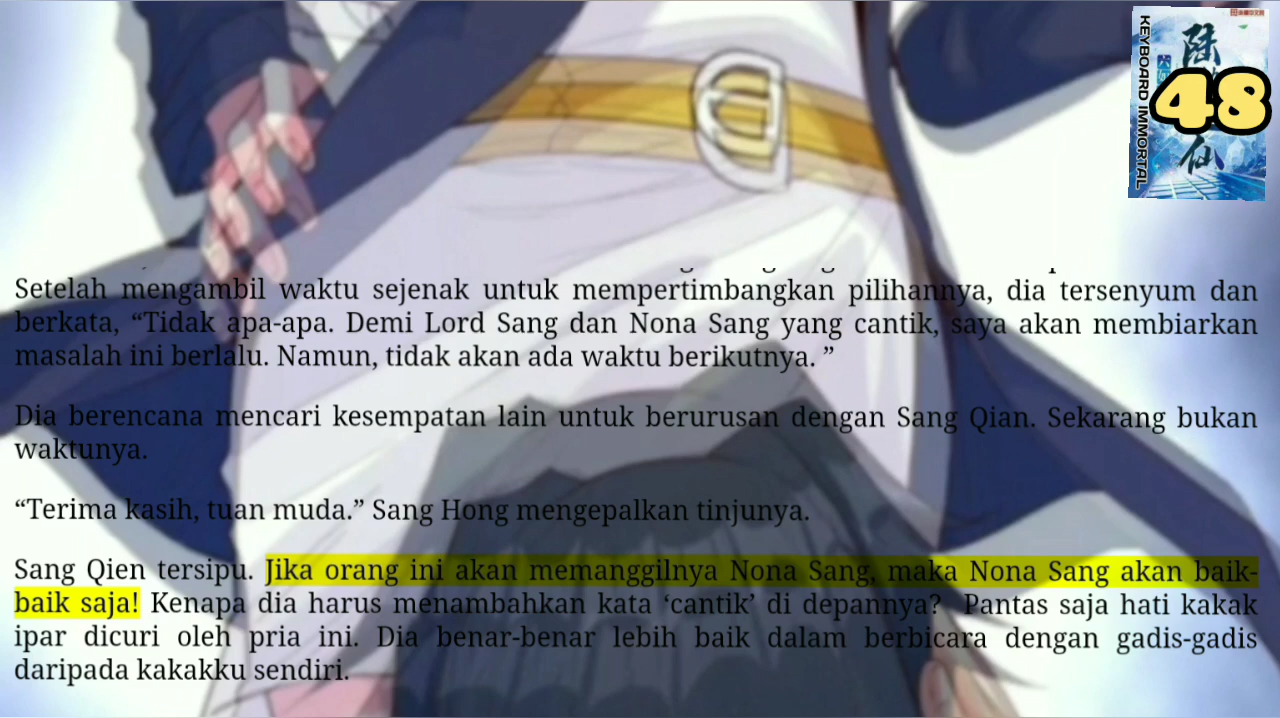 KEYBOARD IMMORTAL
48
Setelah mengambil waktu sejenak untuk mempertimbangkan pilihannya, dia tersenyum dan
berkata, “Tidak apa-apa. Demi Lord Sang dan Nona Sang yang cantik, saya akan membiarkan
masalah ini berlalu. Namun, tidak akan ada waktu berikutnya. ”
Dia berencana mencari kesempatan lain untuk berurusan dengan Sang Qian. Sekarang bukan
waktunya.
“Terima kasih, tuan muda.” Sang Hong mengepalkan tinjunya.
Sang Qien tersipu. Jika orang ini akan memanggilnya Nona Sang, maka Nona Sang akan baik-
baik saja! Kenapa dia harus menambahkan kata ‘cantik’ di depannya? Pantas saja hati kakak
ipar dicuri oleh pria ini. Dia benar-benar lebih baik dalam berbicara dengan gadis-gadis
daripada kakakku sendiri.